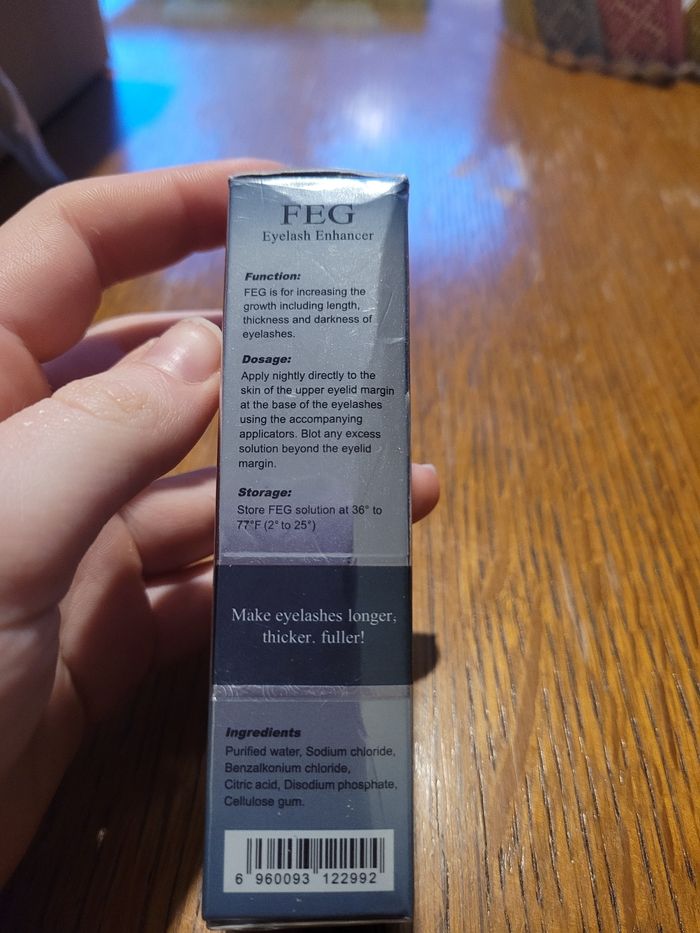 FEG
Eyelash Enhancer
Function:
FEG is for increasing the
growth including length,
thickness and darkness of
eyelashes.
Dosage:
Apply nightly directly to the
skin of the upper eyelid margin
at the base of the eyelashes
using the accompanying
applicators. Blot any excess
solution beyond the eyelid
margin.
Storage:
Store FEG solution at 36° to
77°F (2° to 25°)
Make eyelashes longer,
thicker. fuller!
Ingredients
Purified water, Sodium chloride,
Benzalkonium chloride,
Citric acid, Disodium phosphate,
Cellulose gum.
6 960093 122992